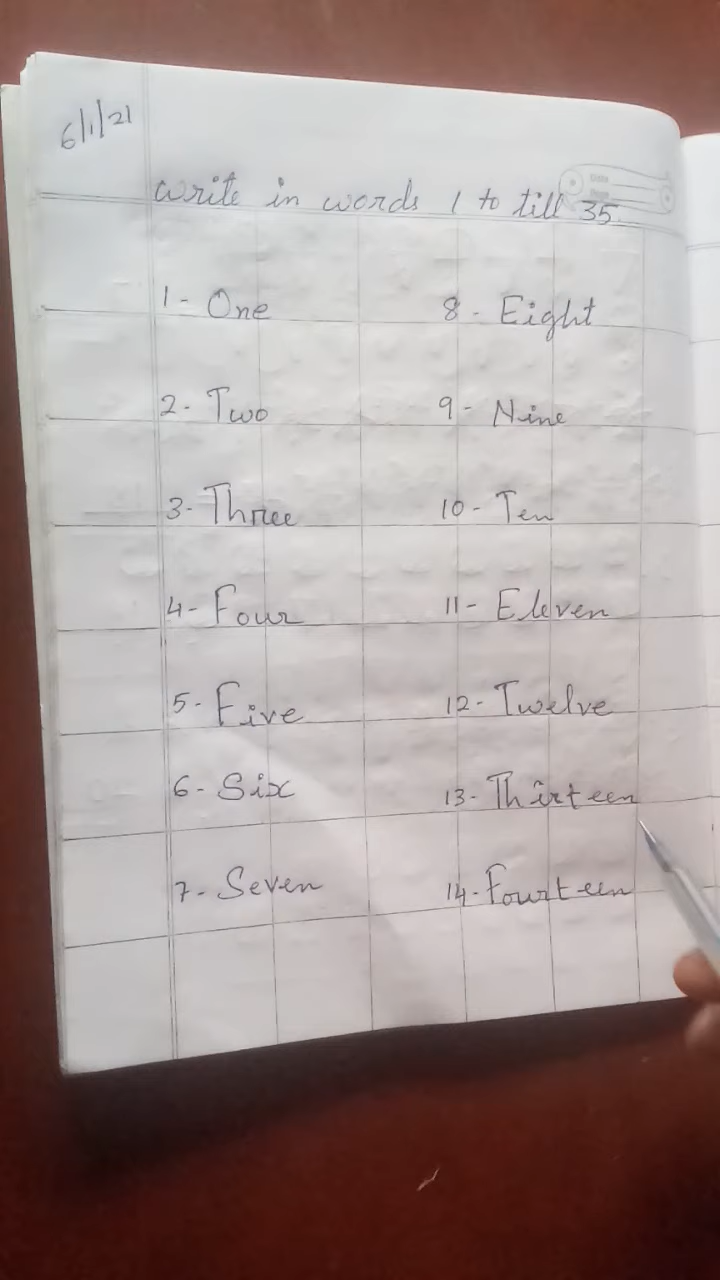 6/1/21
Write in words 1 to till 35.
1- One
2- Two
3- Three
4- Four
5- Five
6- Six
7- Seven
8- Eight
9- Nine
10- Ten
11- Eleven
12- Twelve
13- Thirteen
14- Fourteen